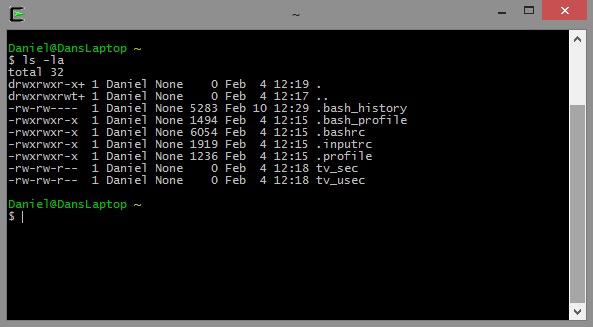 ~
Daniel@DansLaptop ~
$ ls -la
total 32
drwxrwxr-x+ 1 Daniel None    0 Feb  4 12:19 .
drwxrwxrwt+ 1 Daniel None    0 Feb  4 12:17 ..
-rw-rw----  1 Daniel None 5283 Feb 10 12:29 .bash_history
-rwxrwxr-x  1 Daniel None 1494 Feb  4 12:15 .bash_profile
-rwxrwxr-x  1 Daniel None 6054 Feb  4 12:15 .bashrc
-rwxrwxr-x  1 Daniel None 1919 Feb  4 12:15 .inputrc
-rwxrwxr-x  1 Daniel None 1236 Feb  4 12:15 .profile
-rw-rw-r--  1 Daniel None    0 Feb  4 12:18 tv_sec
-rw-rw-r--  1 Daniel None    0 Feb  4 12:18 tv_usec
Daniel@DansLaptop ~
$